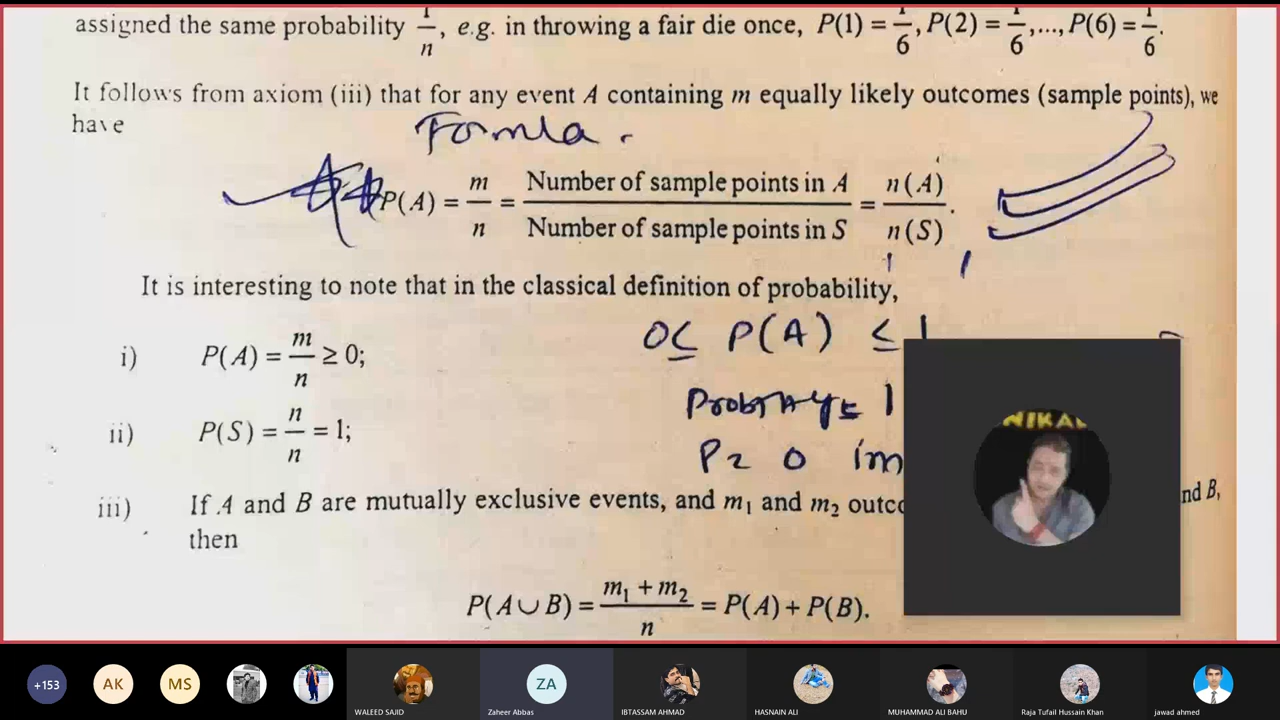 assigned the same probability 1/n, e.g. in throwing a fair die once, P(1) = 1/6, P(2) = 1/6, ..., P(6) = 1/6.
It follows from axiom (iii) that for any event A containing m equally likely outcomes (sample points), we
have
Formla .
P(A) = m/n = Number of sample points in A / Number of sample points in S = n(A)/n(S).
It is interesting to note that in the classical definition of probability,
0 ≤ P(A) ≤ 1
i) P(A) = m/n ≥ 0;
= 1
ii) P(S) = n/n = 1;
P = 0 im
NIKAL
iii) If A and B are mutually exclusive events, and m₁ and m₂ outco nd B,
then
P(A∪B) = (m₁ + m₂)/n = P(A) + P(B).
+153 AK MS ZA
WALEED SAJID Zaheer Abbas IBTASSAM AHMAD HASNAIN ALI MUHAMMAD ALI BAHU Raja Tufail Hussain Khan jawad ahmed